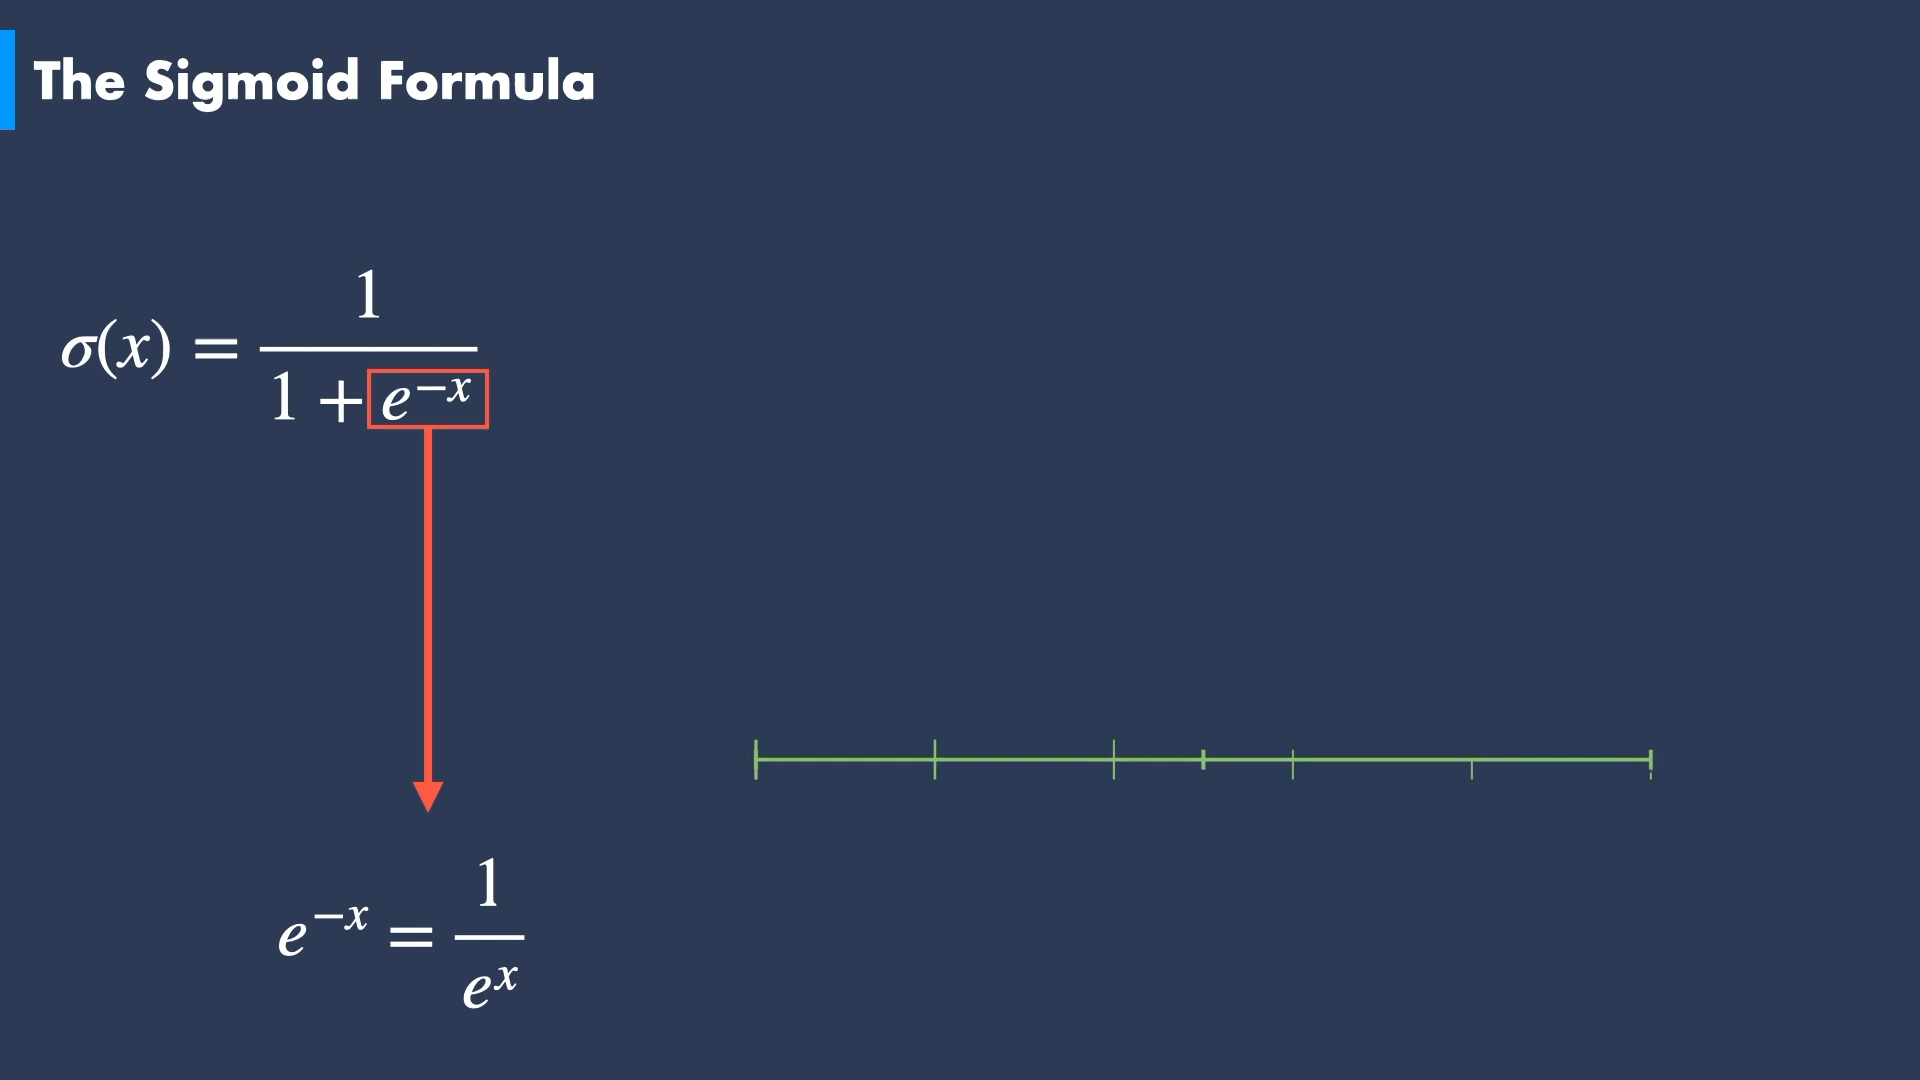 The Sigmoid Formula
σ(x) = 1 / (1 + e^{-x})
e^{-x} = 1 / e^{x}